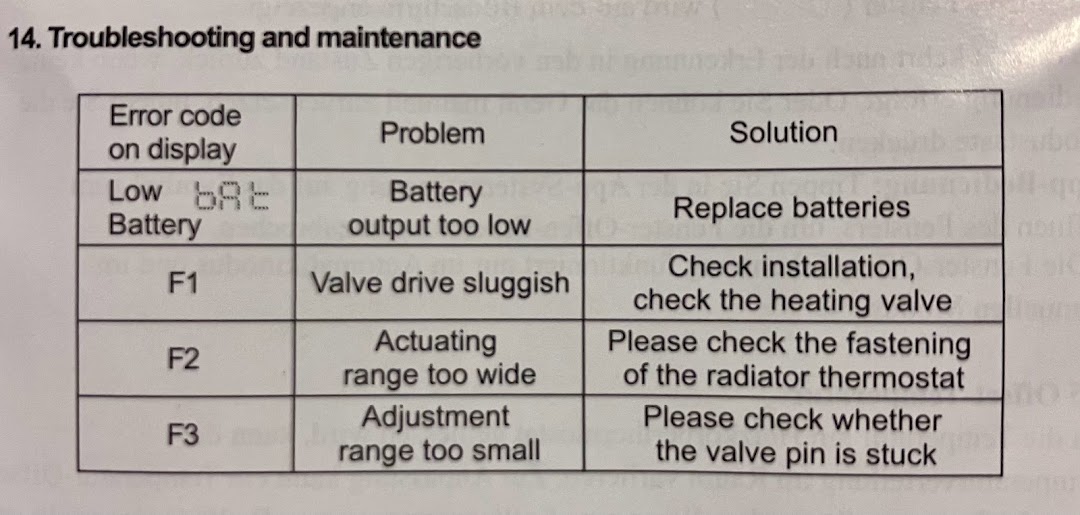 14. Troubleshooting and maintenance
Error code
on display
Problem
Solution
Low bAt
Battery
Battery
output too low
Replace batteries
F1
Valve drive sluggish
Check installation,
check the heating valve
F2
Actuating
range too wide
Please check the fastening
of the radiator thermostat
F3
Adjustment
range too small
Please check whether
the valve pin is stuck